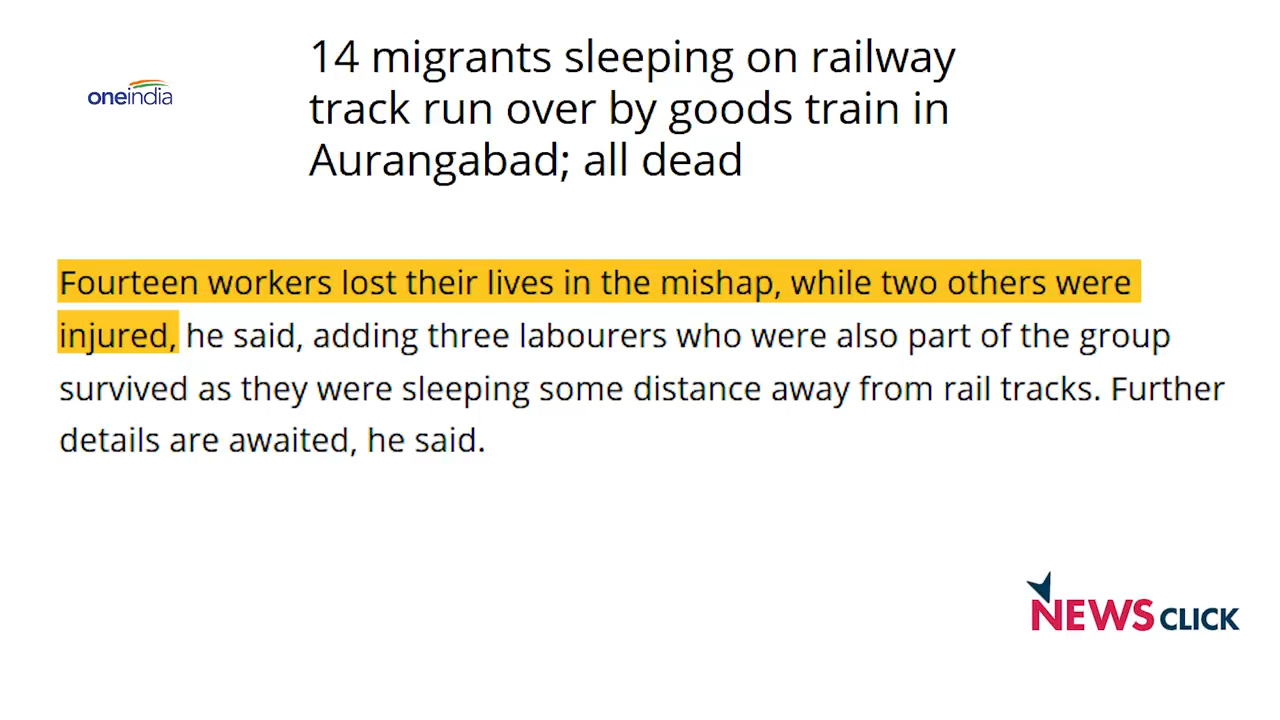 14 migrants sleeping on railway
oneindia
track run over by goods train in
Aurangabad; all dead
Fourteen workers lost their lives in the mishap, while two others were
injured, he said, adding three labourers who were also part of the group
survived as they were sleeping some distance away from rail tracks. Further
details are awaited, he said.
NEWSCLICK